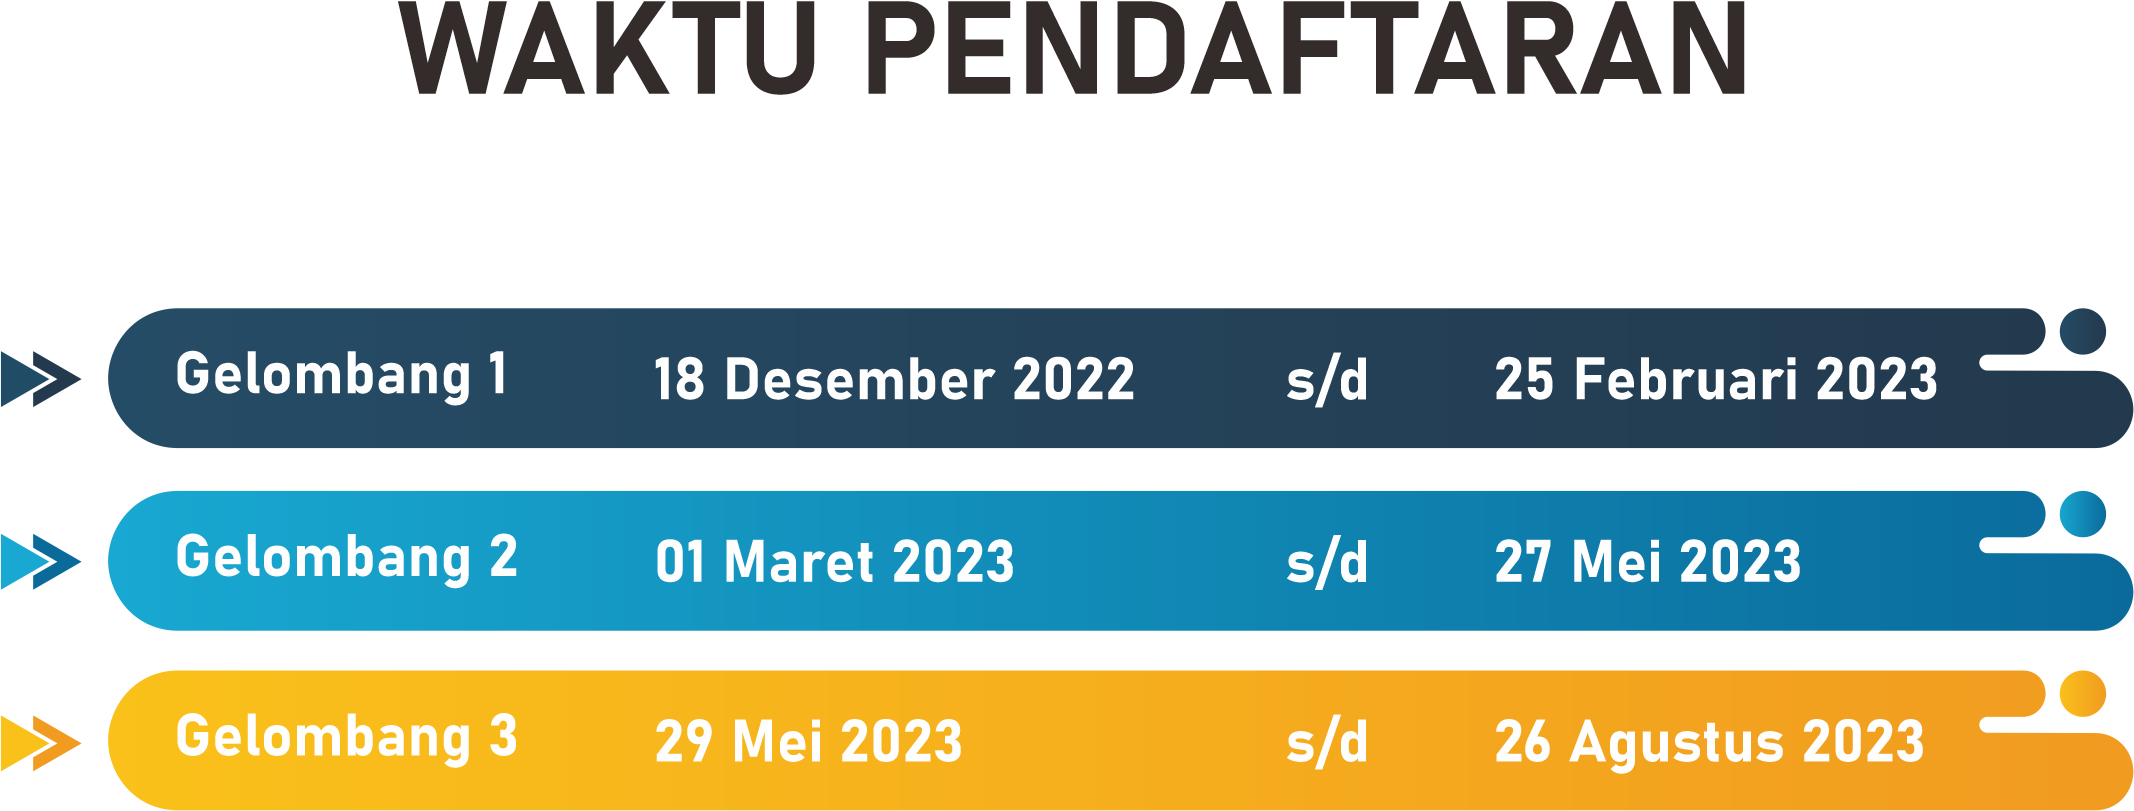 WAKTU PENDAFTARAN
Gelombang 1 18 Desember 2022 s/d 25 Februari 2023
Gelombang 2 01 Maret 2023 s/d 27 Mei 2023
Gelombang 3 29 Mei 2023 s/d 26 Agustus 2023